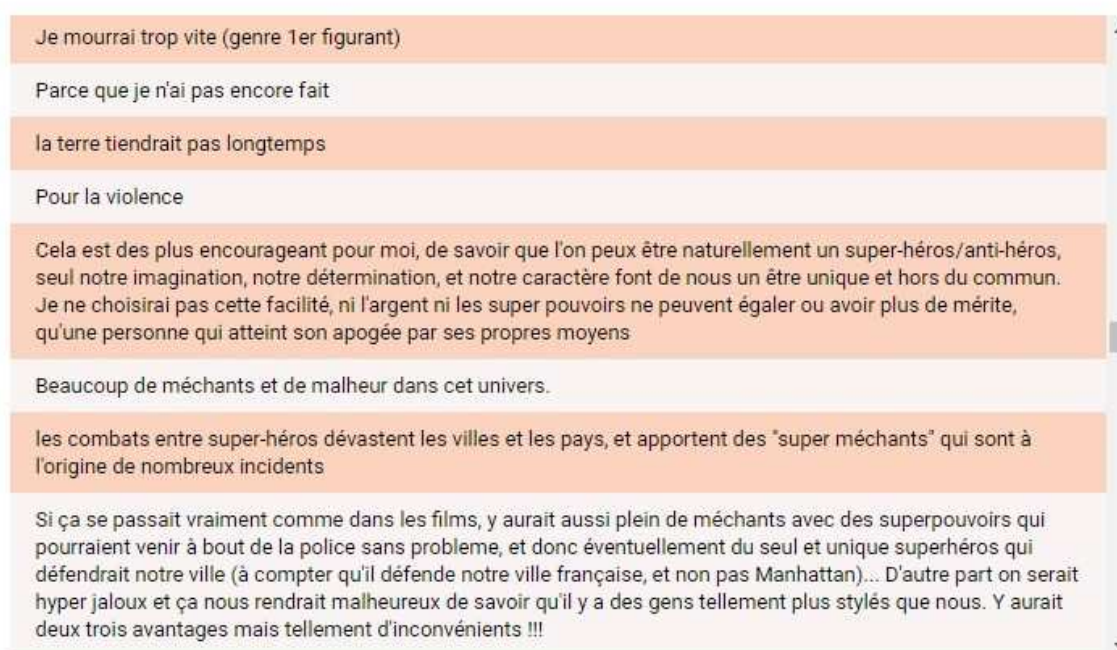 Je mourrai trop vite (genre 1er figurant)
Parce que je n'ai pas encore fait
la terre tiendrait pas longtemps
Pour la violence
Cela est des plus encourageant pour moi, de savoir que l'on peux être naturellement un super-héros/anti-héros,
seul notre imagination, notre détermination, et notre caractère font de nous un être unique et hors du commun.
Je ne choisirai pas cette facilité, ni l'argent ni les super pouvoirs ne peuvent égaler ou avoir plus de mérite,
qu'une personne qui atteint son apogée par ses propres moyens
Beaucoup de méchants et de malheur dans cet univers.
les combats entre super-héros dévastent les villes et les pays, et apportent des "super méchants" qui sont à
l'origine de nombreux incidents
Si ça se passait vraiment comme dans les films, y aurait aussi plein de méchants avec des superpouvoirs qui
pourraient venir à bout de la police sans probleme, et donc éventuellement du seul et unique superhéros qui
défendrait notre ville (à compter qu'il défende notre ville française, et non pas Manhattan)... D'autre part on serait
hyper jaloux et ça nous rendrait malheureux de savoir qu'il y a des gens tellement plus stylés que nous. Y aurait
deux trois avantages mais tellement d'inconvénients !!!